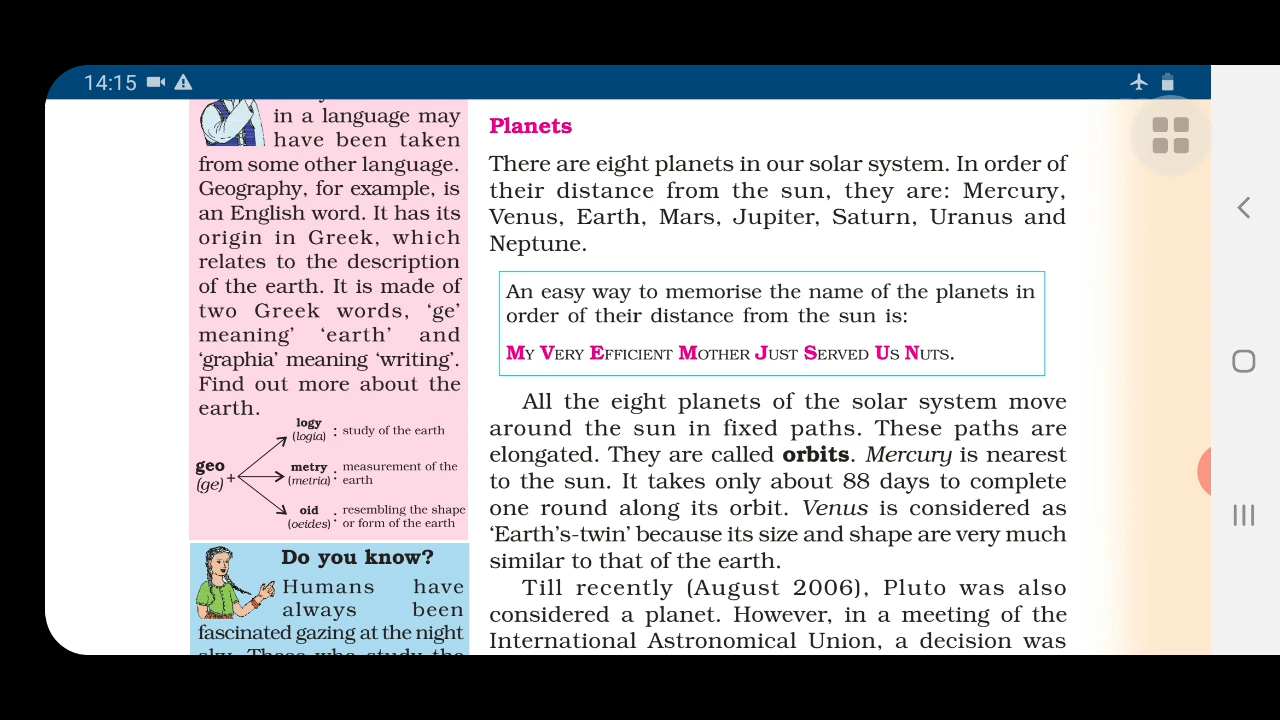 14:15
in a language may
have been taken
from some other language.
Geography, for example, is
an English word. It has its
origin in Greek, which
relates to the description
of the earth. It is made of
two Greek words, ‘ge’
meaning’ ‘earth’ and
‘graphia’ meaning ‘writing’.
Find out more about the
earth.
logy
(logia) : study of the earth
geo
(ge) +
metry
(metria) : measurement of the
earth
oid
(oeides) : resembling the shape
or form of the earth
Do you know?
Humans have
always been
fascinated gazing at the night
Planets
There are eight planets in our solar system. In order of
their distance from the sun, they are: Mercury,
Venus, Earth, Mars, Jupiter, Saturn, Uranus and
Neptune.
An easy way to memorise the name of the planets in
order of their distance from the sun is:
MY VERY EFFICIENT MOTHER JUST SERVED US NUTS.
All the eight planets of the solar system move
around the sun in fixed paths. These paths are
elongated. They are called orbits. Mercury is nearest
to the sun. It takes only about 88 days to complete
one round along its orbit. Venus is considered as
‘Earth’s-twin’ because its size and shape are very much
similar to that of the earth.
Till recently (August 2006), Pluto was also
considered a planet. However, in a meeting of the
International Astronomical Union, a decision was